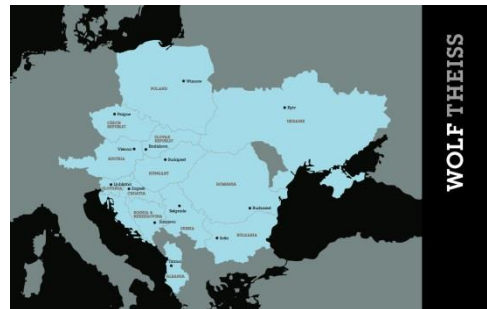 WOLF THEISS
POLAND
Warsaw
Prague
CZECH
REPUBLIC
Kyiv
UKRAINE
SLOVAK
REPUBLIC
Bratislava
Vienna
AUSTRIA
Budapest
HUNGARY
Ljubljana
SLOVENIA
Zagreb
CROATIA
ROMANIA
BOSNIA &
HERZEGOVINA
Belgrade
Bucharest
Sarajevo
SERBIA
Sofia
BULGARIA
Tirana
ALBANIA